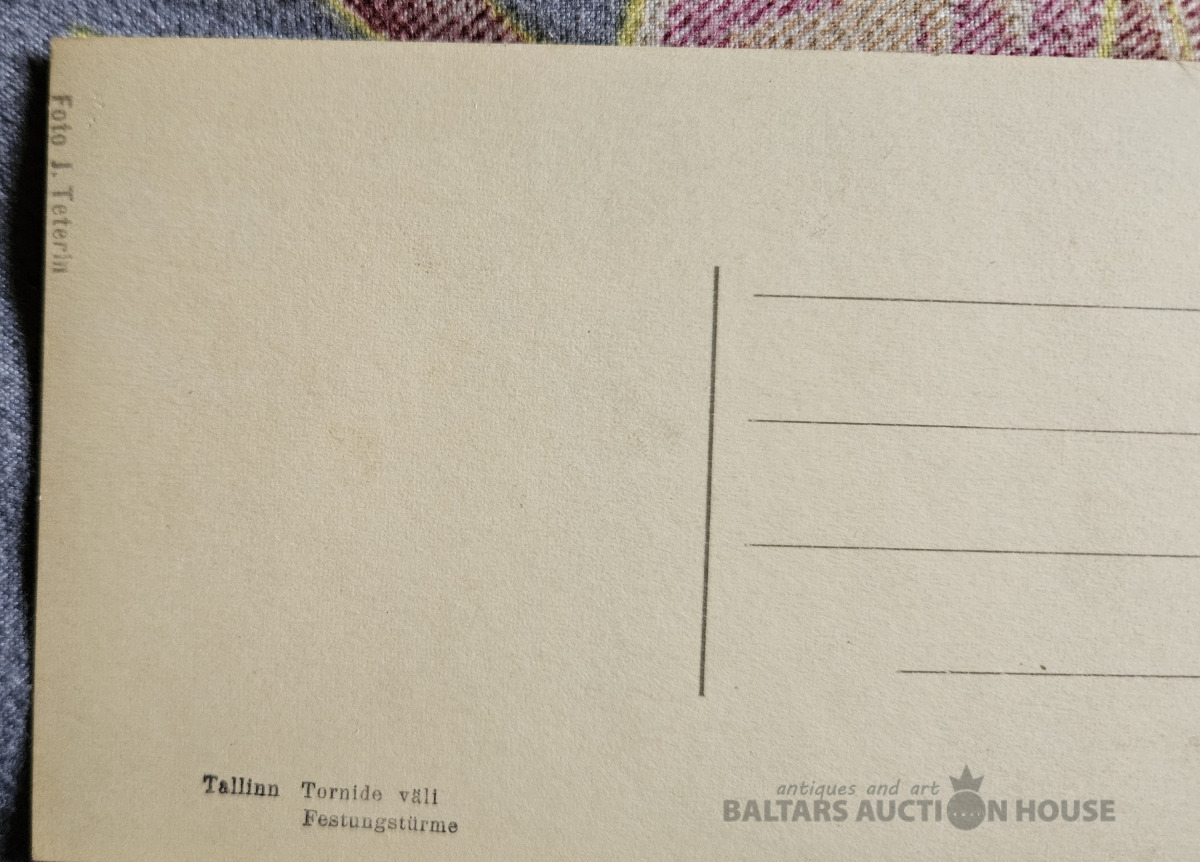 Foto J. Teterin
Tallinn Tornide väli
Festungstürme
antiques and art
BALTARS AUCTION HOUSE